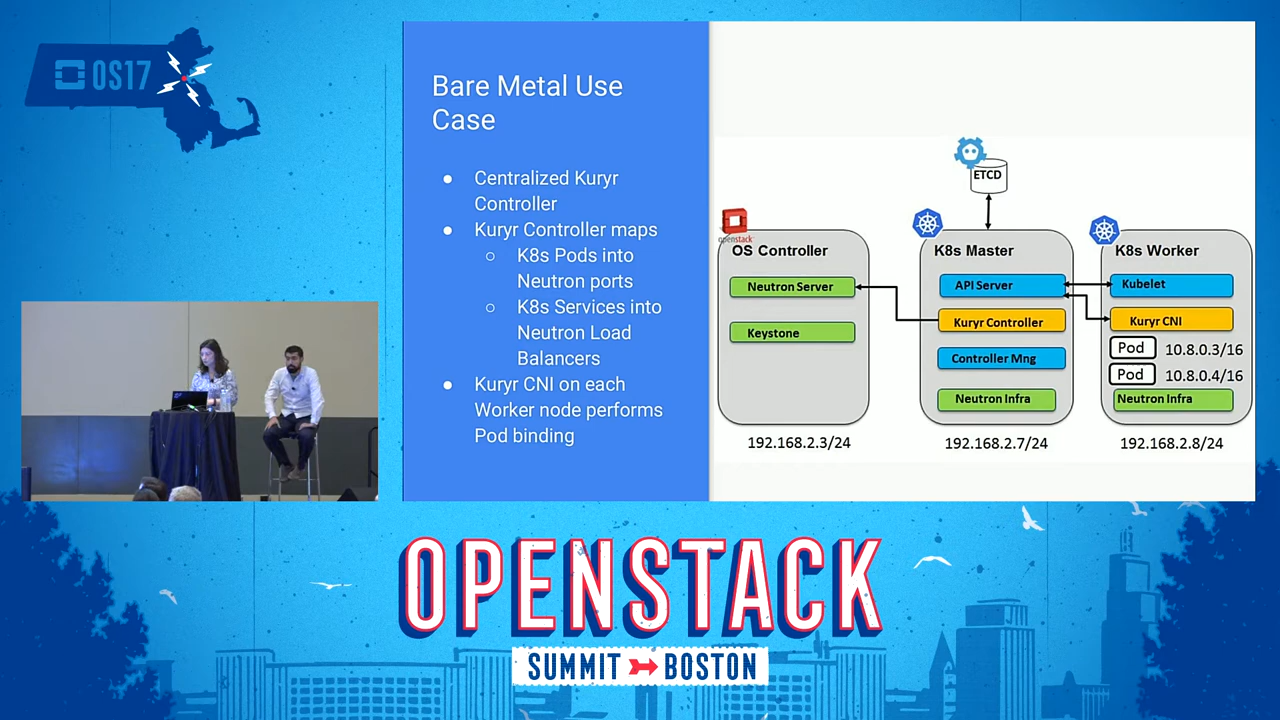 OS17
Bare Metal Use
Case
● Centralized Kuryr
Controller
● Kuryr Controller maps
○ K8s Pods into
Neutron ports
○ K8s Services into
Neutron Load
Balancers
● Kuryr CNI on each
Worker node performs
Pod binding
ETCD
openstack
OS Controller
Neutron Server
Keystone
192.168.2.3/24
K8s Master
API Server
Kuryr Controller
Controller Mng
Neutron Infra
192.168.2.7/24
K8s Worker
Kubelet
Kuryr CNI
Pod 10.8.0.3/16
Pod 10.8.0.4/16
Neutron Infra
192.168.2.8/24
OPENSTACK
SUMMIT BOSTON